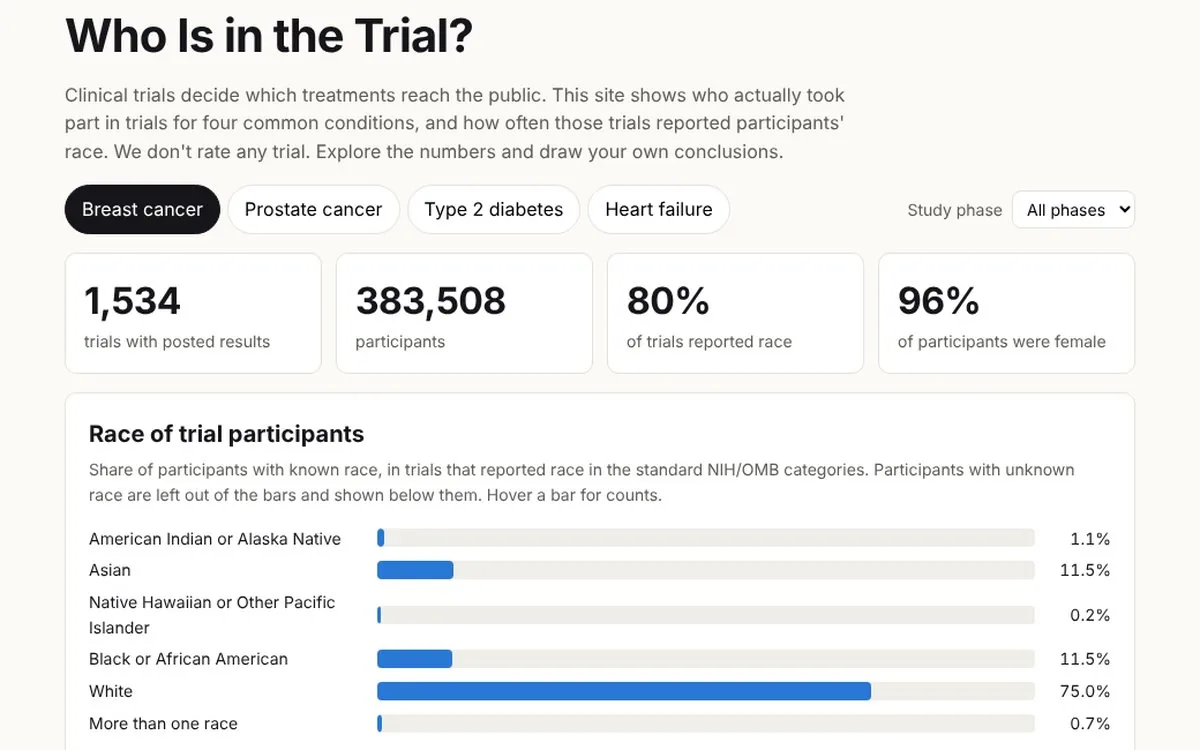 Who Is in the Trial?
Clinical trials decide which treatments reach the public. This site shows who actually took
part in trials for four common conditions, and how often those trials reported participants'
race. We don't rate any trial. Explore the numbers and draw your own conclusions.
Breast cancer
Prostate cancer
Type 2 diabetes
Heart failure
Study phase
All phases
1,534
trials with posted results
383,508
participants
80%
of trials reported race
96%
of participants were female
Race of trial participants
Share of participants with known race, in trials that reported race in the standard NIH/OMB categories. Participants with unknown
race are left out of the bars and shown below them. Hover a bar for counts.
American Indian or Alaska Native 1.1%
Asian 11.5%
Native Hawaiian or Other Pacific
Islander 0.2%
Black or African American 11.5%
White 75.0%
More than one race 0.7%